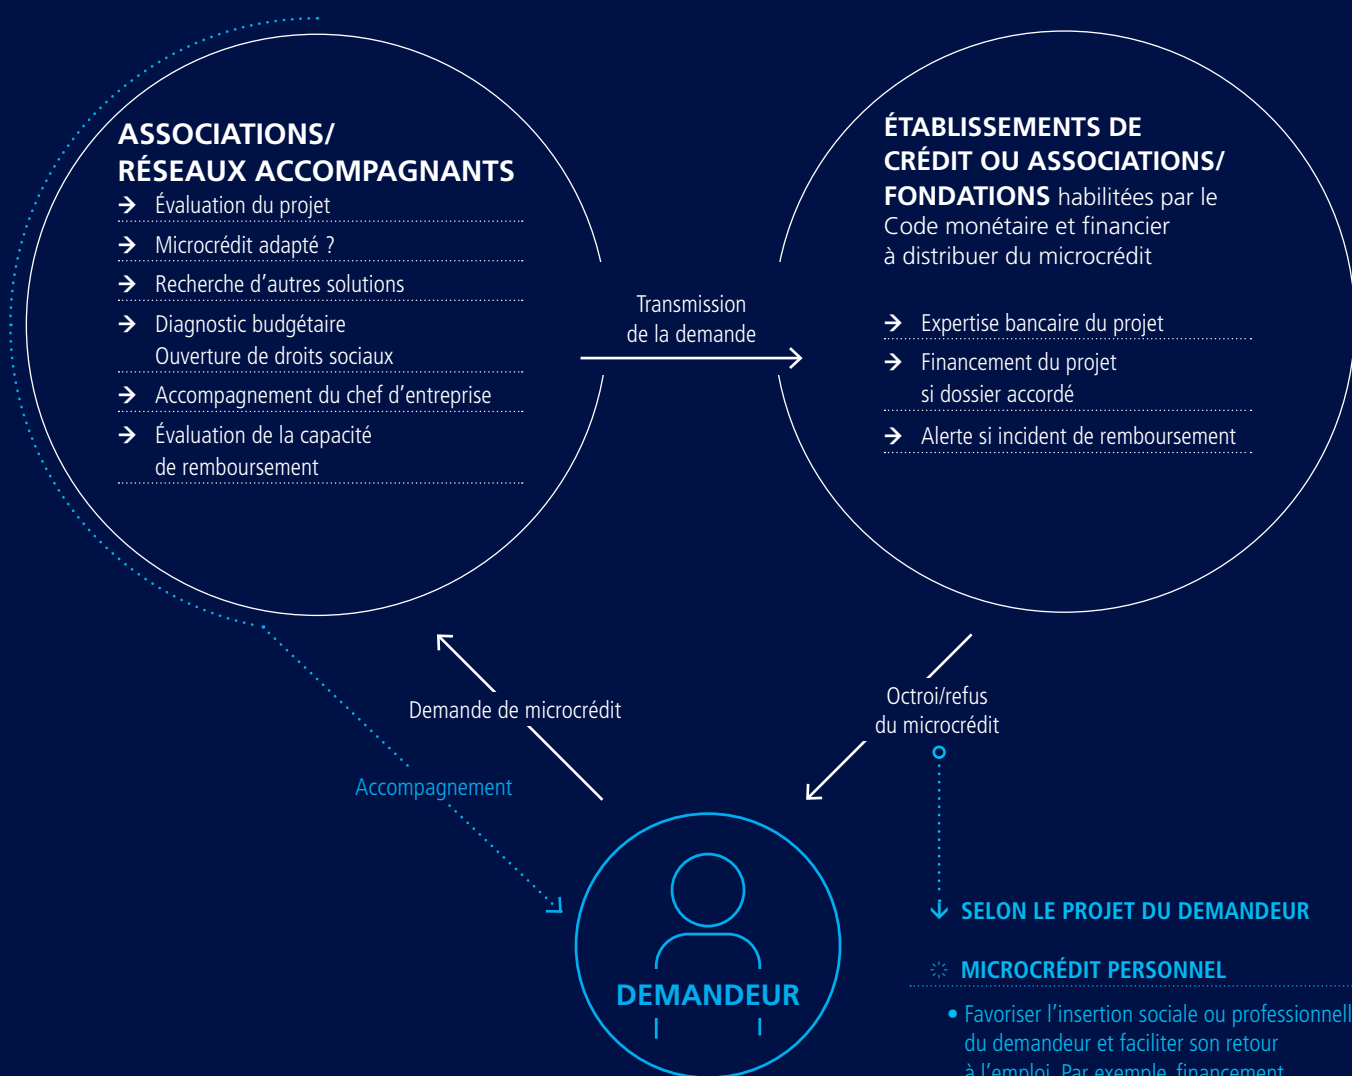 ASSOCIATIONS/
RÉSEAUX ACCOMPAGNANTS
→ Évaluation du projet
→ Microcrédit adapté ?
→ Recherche d'autres solutions
→ Diagnostic budgétaire
Ouverture de droits sociaux
→ Accompagnement du chef d'entreprise
→ Évaluation de la capacité
de remboursement
Transmission
de la demande
ÉTABLISSEMENTS DE
CRÉDIT OU ASSOCIATIONS/
FONDATIONS habilitées par le
Code monétaire et financier
à distribuer du microcrédit
→ Expertise bancaire du projet
→ Financement du projet
si dossier accordé
→ Alerte si incident de remboursement
Demande de microcrédit
Octroi/refus
du microcrédit
Accompagnement
DEMANDEUR
SELON LE PROJET DU DEMANDEUR
MICROCRÉDIT PERSONNEL
• Favoriser l'insertion sociale ou professionnell
du demandeur et faciliter son retour
à l'emploi. Par exemple, financement